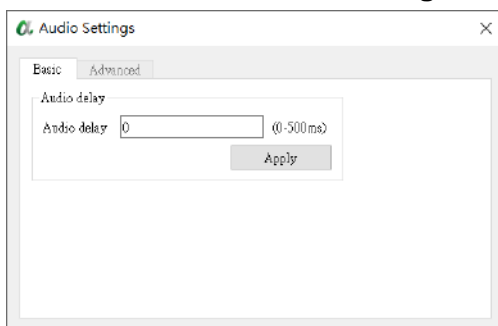 Audio Settings
Basic Advanced
Audio delay
Audio delay 0 (0-500ms)
Apply